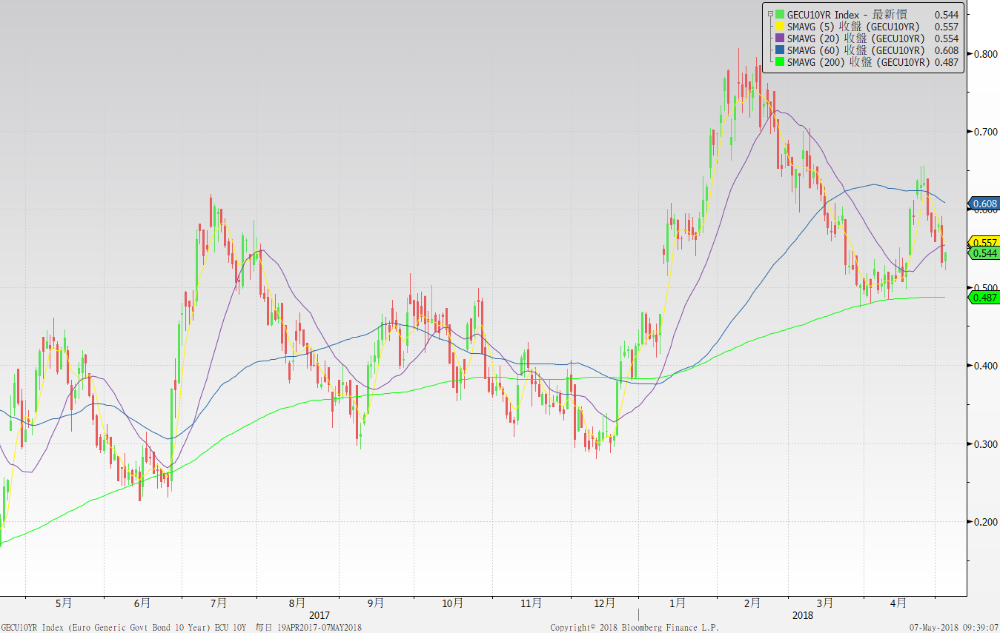 GECU10YR Index - 最新價 0.544
SMAVG (5) 收盤 (GECU10YR) 0.557
SMAVG (20) 收盤 (GECU10YR) 0.554
SMAVG (60) 收盤 (GECU10YR) 0.608
SMAVG (200) 收盤 (GECU10YR) 0.487
0.800
0.700
0.608
0.557
0.544
0.500
0.487
0.400
0.300
0.200
5月 6月 7月 8月 9月 10月 11月 12月 1月 2月 3月 4月
2017 2018
GECU10YR Index (Euro Generic Govt Bond 10 Year) ECU 10Y 每日 19APR2017-07MAY2018 Copyright© 2018 Bloomberg Finance L.P. 07-May-2018 09:39:07